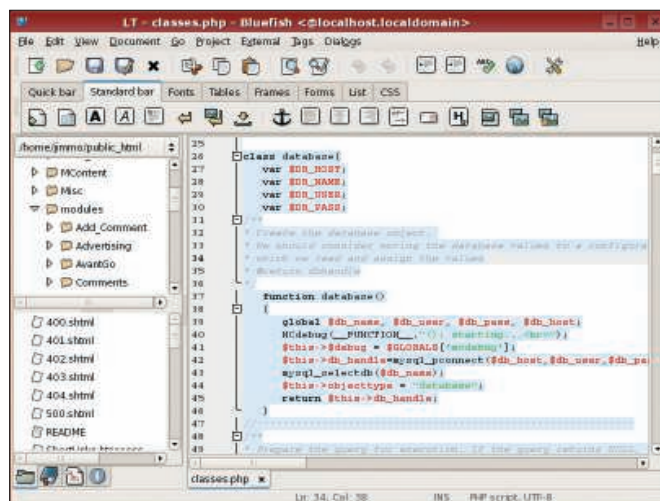 LT - classes.php - Bluefish <@localhost.localdomain>
File Edit View Document Go Project External Tags Dialogs Help
Quick bar Standard bar Fonts Tables Frames Forms List CSS
/home/jimmo/public_html
MContent
Misc
modules
Add_Comment
Advertising
AvantGo
Comments
400.shtml
401.shtml
402.shtml
403.shtml
404.shtml
500.shtml
README
25
26 class database{
27 var $DB_HOST;
28 var $DB_NAME;
29 var $DB_USER;
30 var $DB_PASS;
31 /**
32 * Create the database object.
33 * We should consider moving the database values to a configura
34 * which we read and assign the values
35 * @return dbhandle
36 */
37 function database()
38 {
39 global $db_name, $db_user, $db_pass, $db_host;
40 MCdebug(__FUNCTION__."(): starting...<br>");
41 $this->$debug = $GLOBALS['mcdebug'];
42 $this->db_handle=mysql_pconnect($db_host,$db_user,$db_pa
43 mysql_selectdb($db_name);
44 $this->objecttype = "database";
45 return $this->db_handle;
46 }
47 //
48 /**
49 * Prepare the query for execution. If the query returns NULL,
classes.php
Ln: 34, Col: 38 INS PHP script, UTF-8